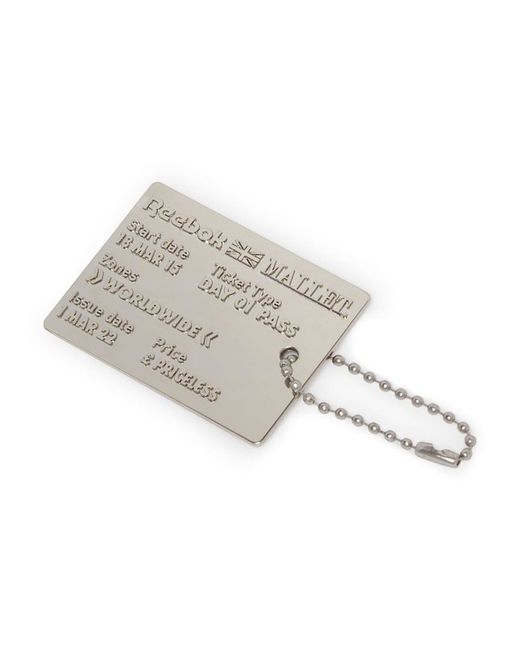 Reebok MALLET.
Start date
18 MAR 15
Ticket Type
DAY 01 PASS
Zones
》WORLDWIDE《
Issue date
1 MAR 22
Price
£ PRICELESS